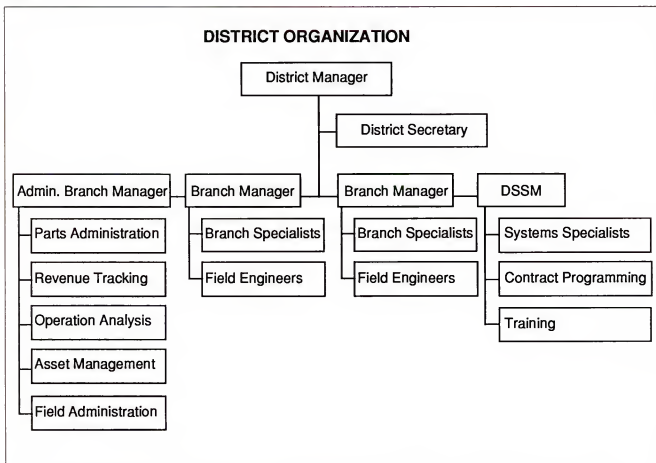 DISTRICT ORGANIZATION
District Manager
District Secretary
Admin. Branch Manager
Branch Manager
Branch Manager
DSSM
Parts Administration
Branch Specialists
Branch Specialists
Systems Specialists
Revenue Tracking
Field Engineers
Field Engineers
Contract Programming
Operation Analysis
Training
Asset Management
Field Administration